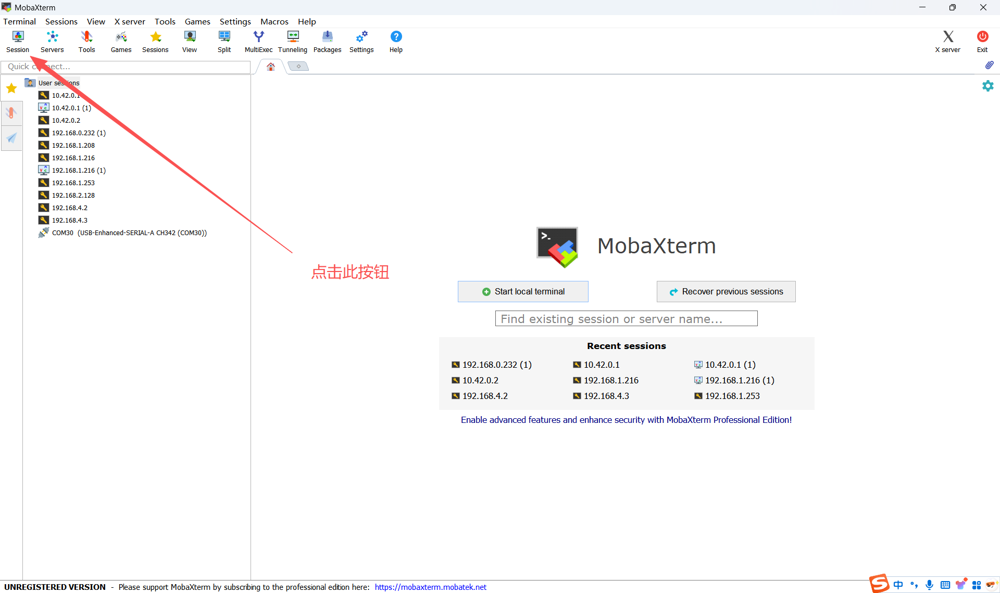 MobaXterm
Terminal Sessions View X server Tools Games Settings Macros Help
Session Servers Tools Games Sessions View Split MultiExec Tunneling Packages Settings Help X server Exit
Quick connect...
User sessions
10.42.0.1
10.42.0.1 (1)
10.42.0.2
192.168.0.232 (1)
192.168.1.208
192.168.1.216
192.168.1.216 (1)
192.168.1.253
192.168.2.128
192.168.4.2
192.168.4.3
COM30 (USB-Enhanced-SERIAL-A CH342 (COM30))
点击此按钮
MobaXterm
Start local terminal Recover previous sessions
Find existing session or server name...
Recent sessions
192.168.0.232 (1) 10.42.0.1 10.42.0.1 (1)
10.42.0.2 192.168.1.216 192.168.1.216 (1)
192.168.4.2 192.168.4.3 192.168.1.253
Enable advanced features and enhance security with MobaXterm Professional Edition!
UNREGISTERED VERSION - Please support MobaXterm by subscribing to the professional edition here: https://mobaxterm.mobatek.net
中